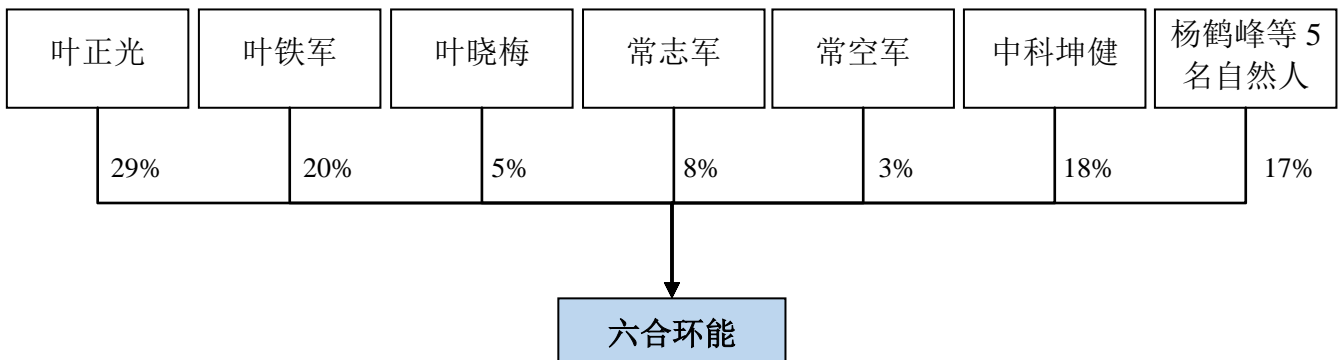 叶正光
叶铁军
叶晓梅
常志军
常空军
中科坤健
杨鹤峰等 5
名自然人
29%
20%
5%
8%
3%
18%
17%
六合环能